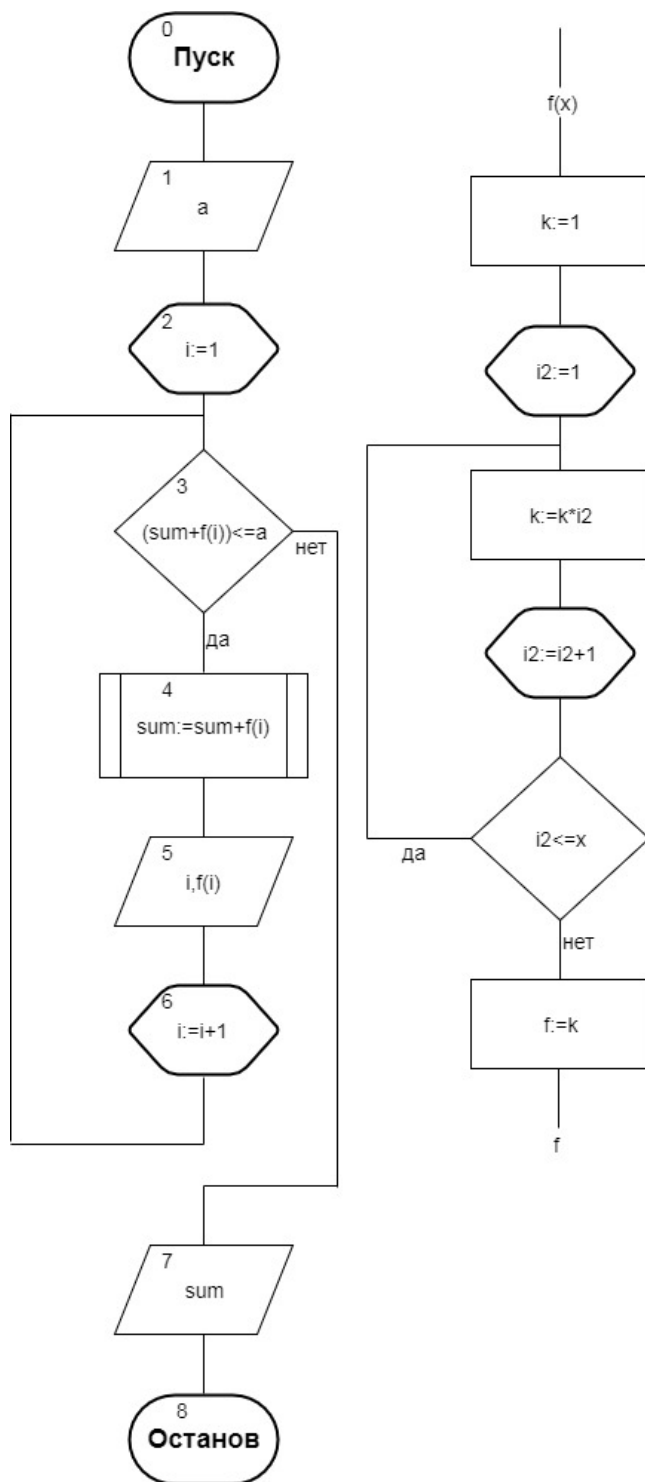 0
Пуск
1
a
2
i:=1
3
(sum+f(i))<=a
нет
да
4
sum:=sum+f(i)
5
i,f(i)
6
i:=i+1
7
sum
8
Останов
f(x)
k:=1
i2:=1
k:=k*i2
i2:=i2+1
i2<=x
да
нет
f:=k
f